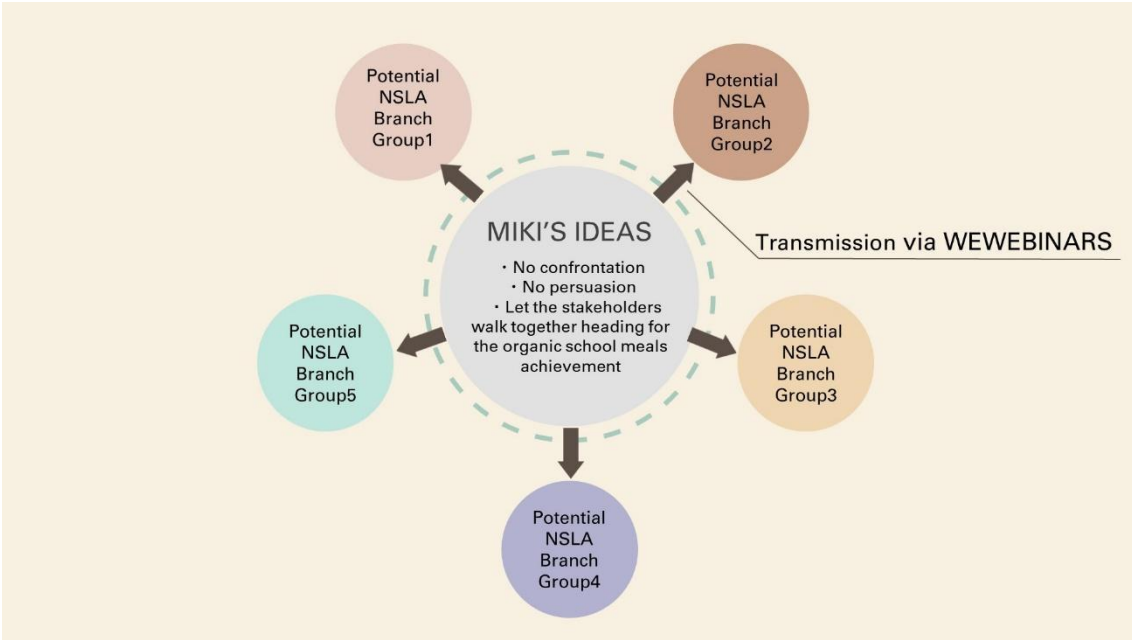 Potential
NSLA
Branch
Group1
Potential
NSLA
Branch
Group2
MIKI'S IDEAS
・No confrontation
・No persuasion
・Let the stakeholders
walk together heading for
the organic school meals
achievement
Transmission via WEWEBINARS
Potential
NSLA
Branch
Group5
Potential
NSLA
Branch
Group3
Potential
NSLA
Branch
Group4